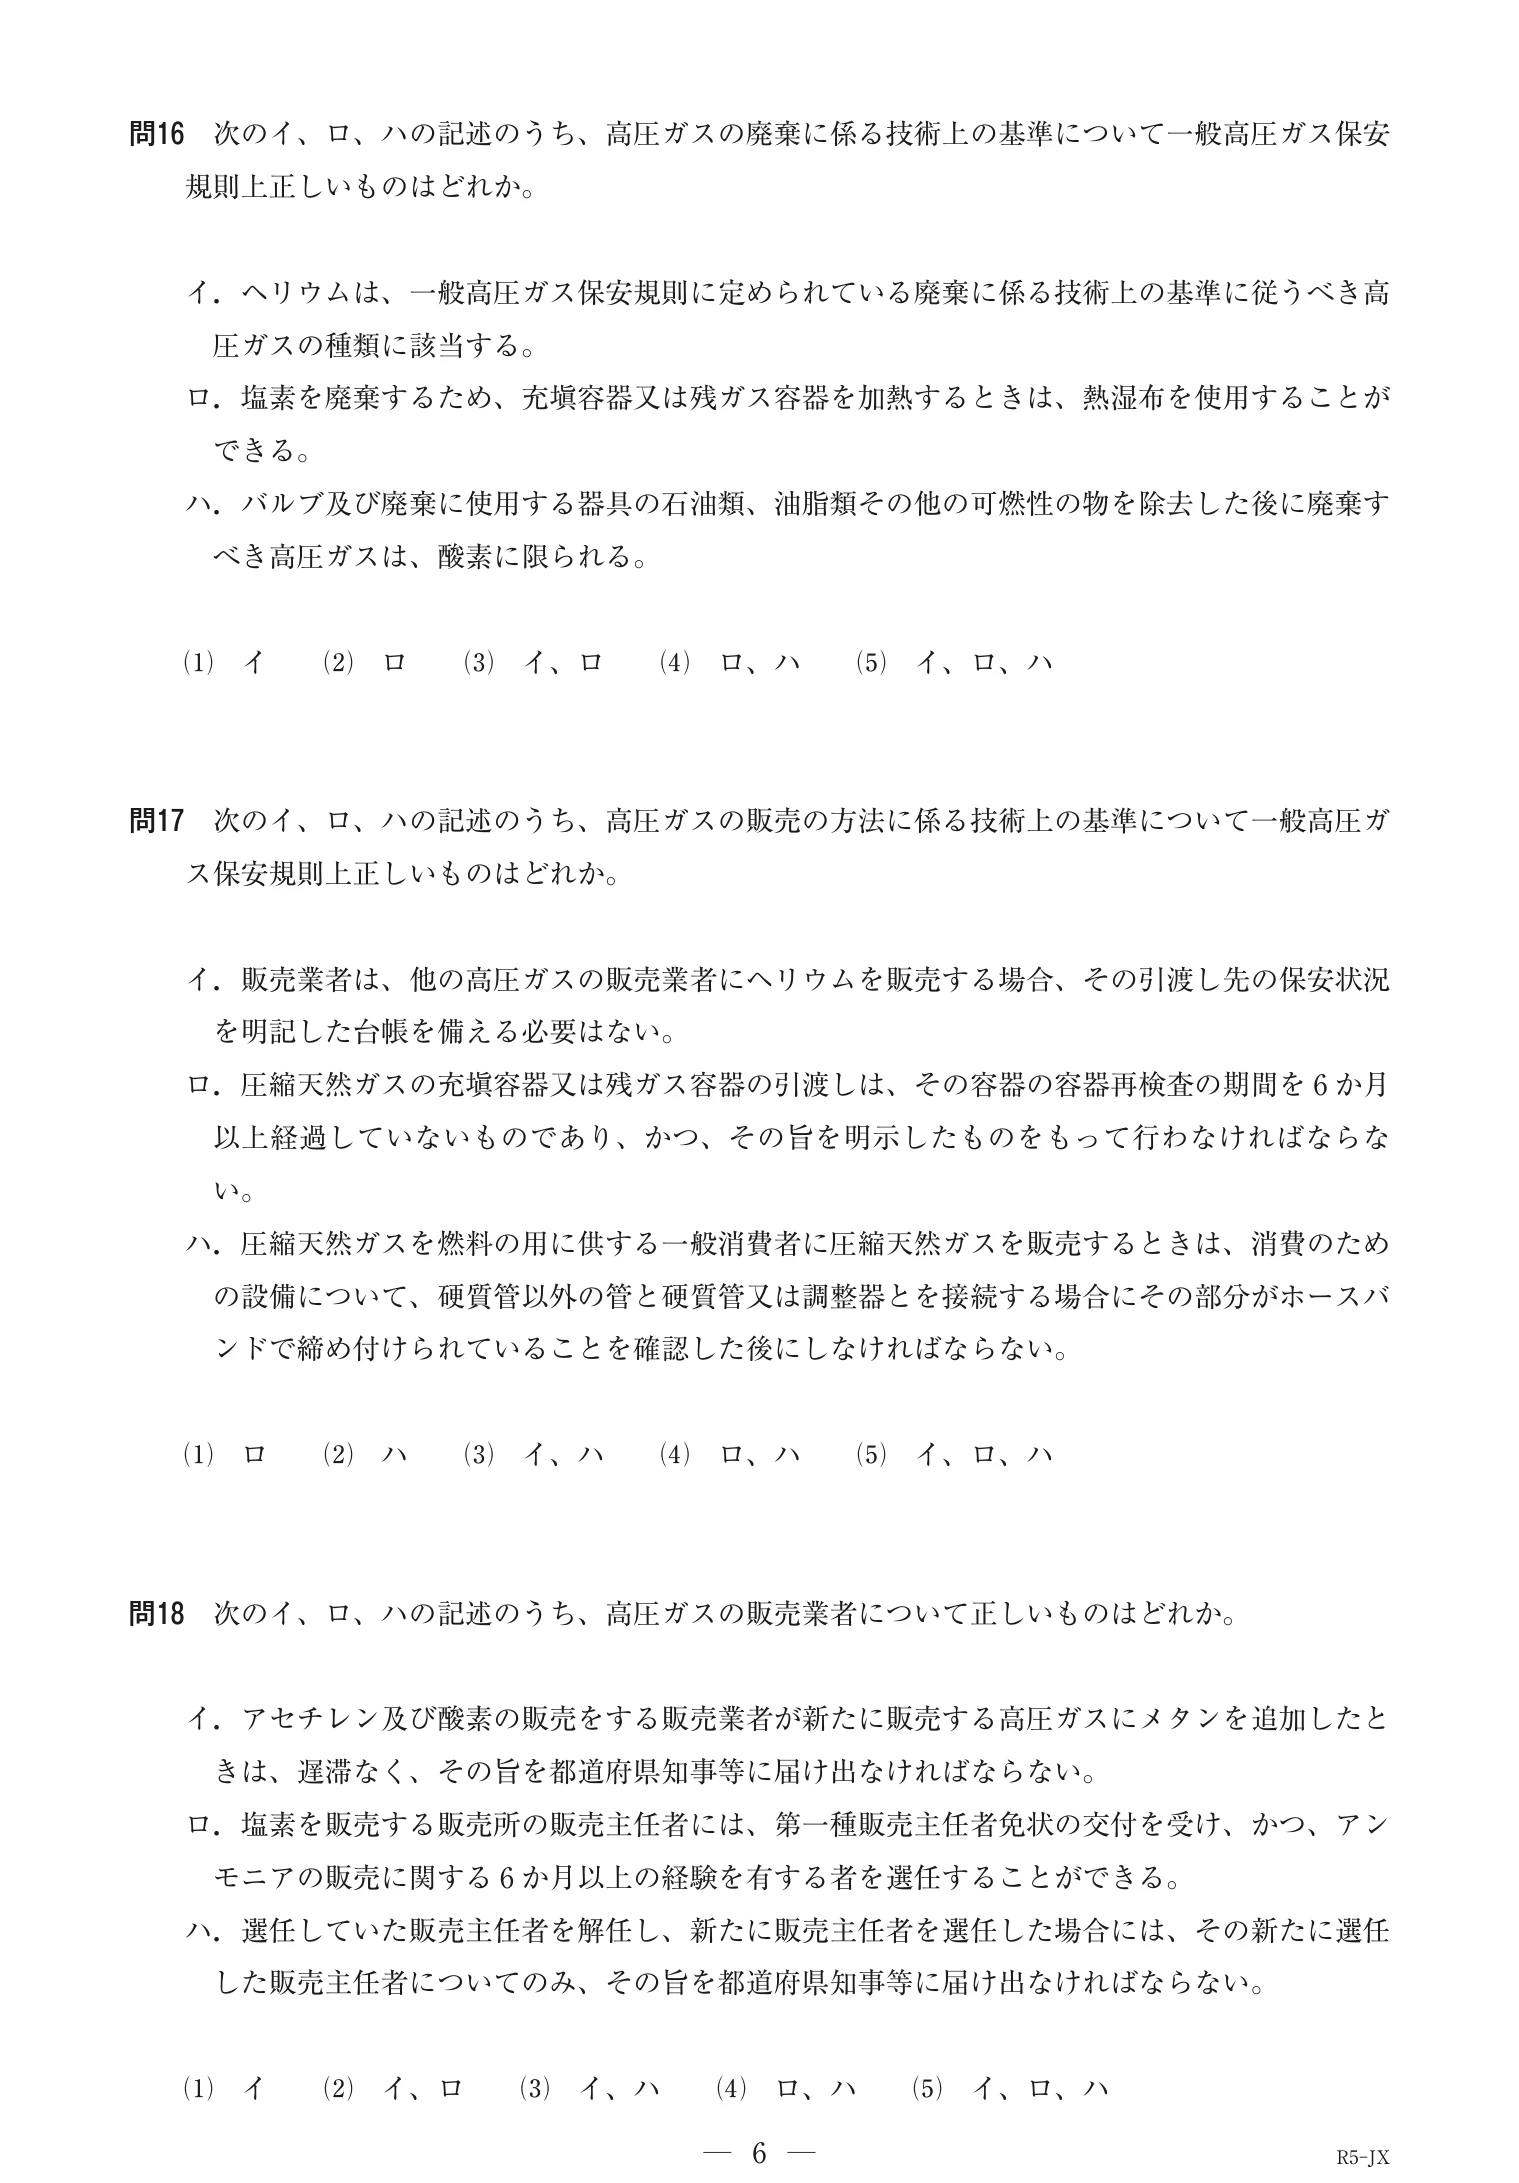 問16　次のイ、ロ、ハの記述のうち、高圧ガスの廃棄に係る技術上の基準について一般高圧ガス保安
規則上正しいものはどれか。
イ．ヘリウムは、一般高圧ガス保安規則に定められている廃棄に係る技術上の基準に従うべき高
圧ガスの種類に該当する。
ロ．塩素を廃棄するため、充塡容器又は残ガス容器を加熱するときは、熱湿布を使用することが
できる。
ハ．バルブ及び廃棄に使用する器具の石油類、油脂類その他の可燃性の物を除去した後に廃棄す
べき高圧ガスは、酸素に限られる。
(1)　イ　　(2)　ロ　　(3)　イ、ロ　　(4)　ロ、ハ　　(5)　イ、ロ、ハ
問17　次のイ、ロ、ハの記述のうち、高圧ガスの販売の方法に係る技術上の基準について一般高圧ガ
ス保安規則上正しいものはどれか。
イ．販売業者は、他の高圧ガスの販売業者にヘリウムを販売する場合、その引渡し先の保安状況
を明記した台帳を備える必要はない。
ロ．圧縮天然ガスの充塡容器又は残ガス容器の引渡しは、その容器の容器再検査の期間を6か月
以上経過していないものであり、かつ、その旨を明示したものをもって行わなければならな
い。
ハ．圧縮天然ガスを燃料の用に供する一般消費者に圧縮天然ガスを販売するときは、消費のため
の設備について、硬質管以外の管と硬質管又は調整器とを接続する場合にその部分がホースバ
ンドで締め付けられていることを確認した後にしなければならない。
(1)　ロ　　(2)　ハ　　(3)　イ、ハ　　(4)　ロ、ハ　　(5)　イ、ロ、ハ
問18　次のイ、ロ、ハの記述のうち、高圧ガスの販売業者について正しいものはどれか。
イ．アセチレン及び酸素の販売をする販売業者が新たに販売する高圧ガスにメタンを追加したと
きは、遅滞なく、その旨を都道府県知事等に届け出なければならない。
ロ．塩素を販売する販売所の販売主任者には、第一種販売主任者免状の交付を受け、かつ、アン
モニアの販売に関する6か月以上の経験を有する者を選任することができる。
ハ．選任していた販売主任者を解任し、新たに販売主任者を選任した場合には、その新たに選任
した販売主任者についてのみ、その旨を都道府県知事等に届け出なければならない。
(1)　イ　　(2)　イ、ロ　　(3)　イ、ハ　　(4)　ロ、ハ　　(5)　イ、ロ、ハ
— 6 —
R5-JX